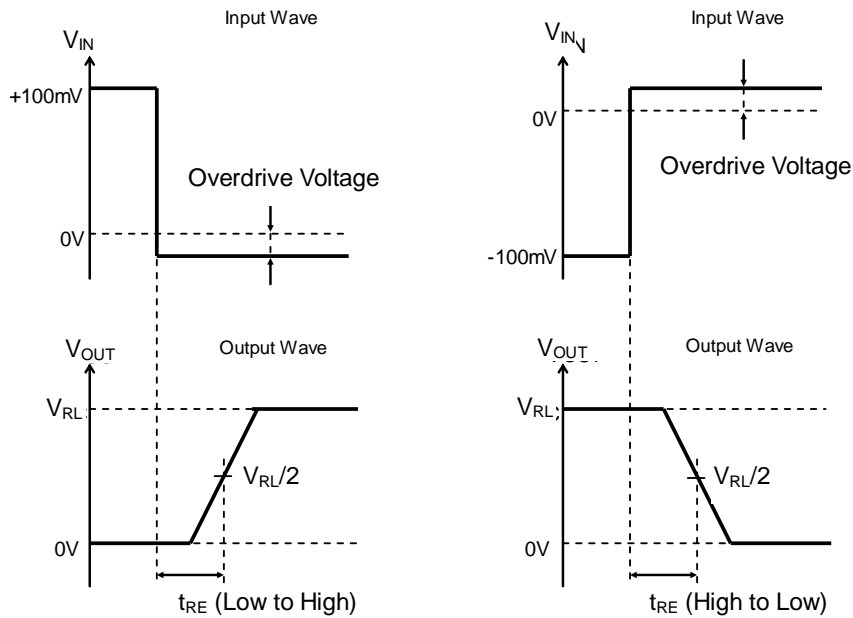 Input Wave
V_IN
+100mV
Overdrive Voltage
0V
V_OUT
Output Wave
V_RL
V_RL/2
0V
t_RE (Low to High)
Input Wave
V_IN
0V
Overdrive Voltage
-100mV
V_OUT
Output Wave
V_RL
V_RL/2
0V
t_RE (High to Low)